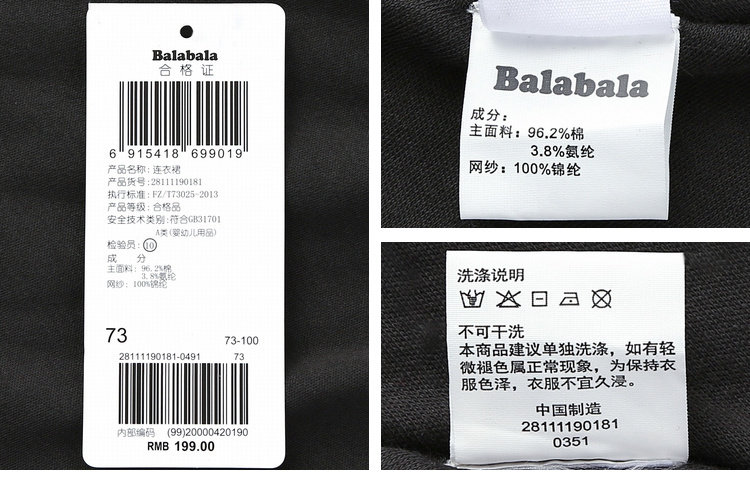 Balabala
合格证
6 915418 699019
产品名称:连衣裙
产品货号:28111190181
执行标准:FZ/T73025-2013
产品等级:合格品
安全技术类别:符合GB31701
A类(婴幼儿用品)
检验员:10
成 分
主面料: 96.2%棉
3.8%氨纶
网纱: 100%锦纶
73
73-100
28111190181-0491 73
内部编码 (99)20000420190
RMB 199.00
Balabala
成分:
主面料: 96.2%棉
3.8%氨纶
网纱: 100%锦纶
洗涤说明
不可干洗
本商品建议单独洗涤，如有轻
微褪色属正常现象，为保持衣
服色泽，衣服不宜久浸。
中国制造
28111190181
0351